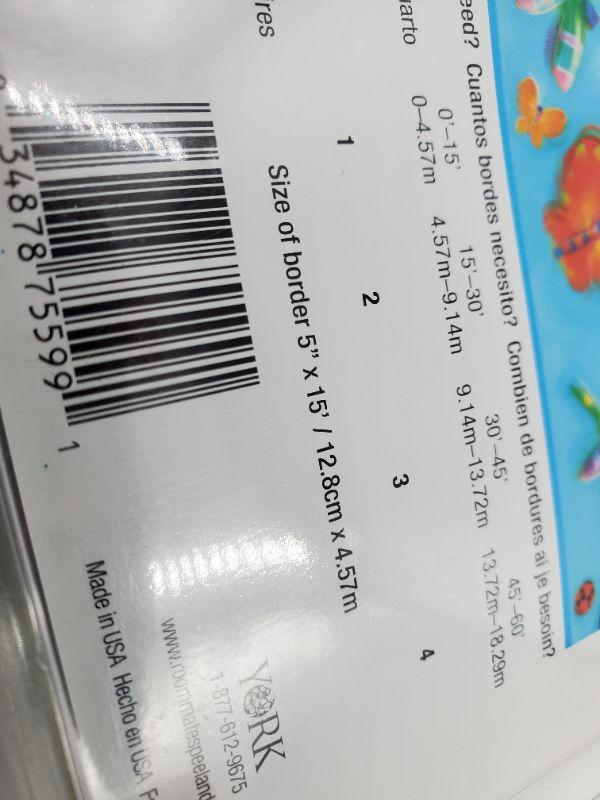 eed? Cuantos bordes necesito? Combien de bordures ai je besoin?
0'–15' 15'–30' 30'–45' 45'–60'
0–4.57m 4.57m–9.14m 9.14m–13.72m 13.72m–18.29m
1 2 3 4
Size of border 5” x 15’ / 12.8cm x 4.57m
34878 75599 1
YORK
1-877-612-9675
www.roommatespeeland
Made in USA Hecho en USA F